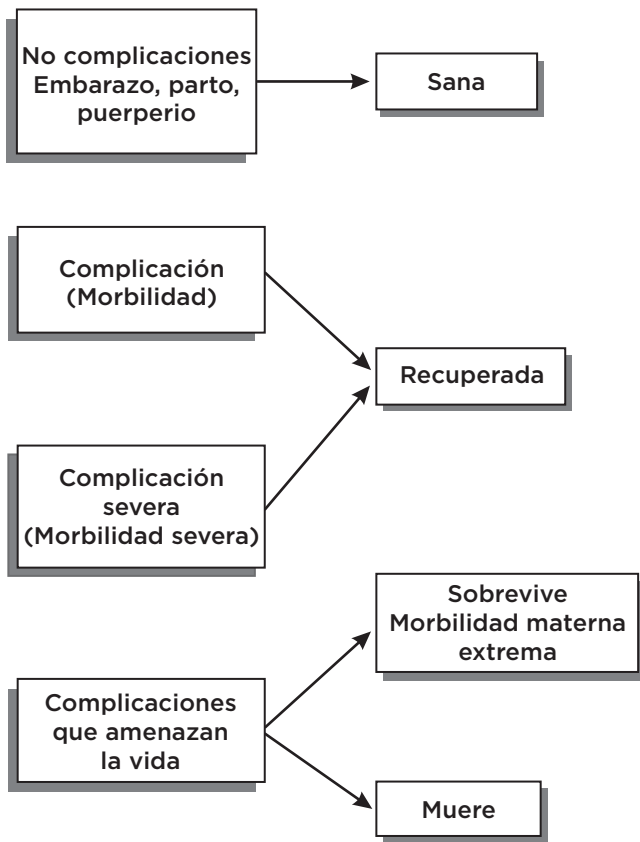 No complicaciones
Embarazo, parto,
puerperio
Sana
Complicación
(Morbilidad)
Recuperada
Complicación
severa
(Morbilidad severa)
Sobrevive
Morbilidad materna
extrema
Complicaciones
que amenazan
la vida
Muere